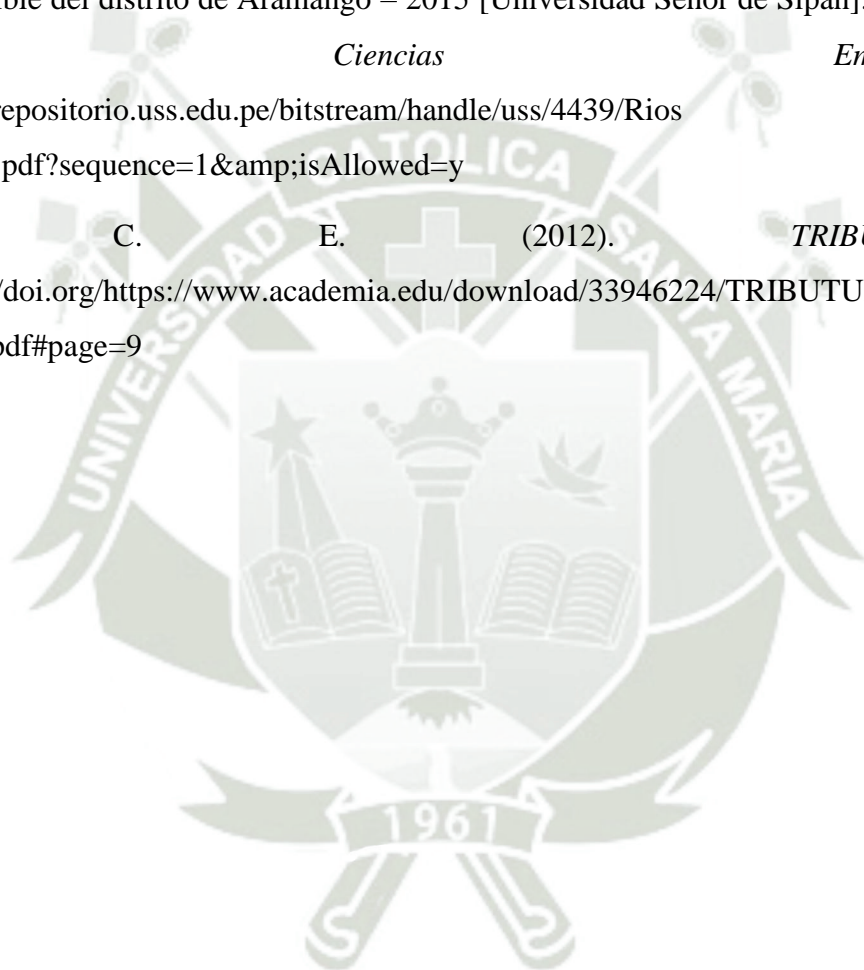 del distrito de Aramango – 2015 [Universidad Señor de Sipán].
Ciencias
repositorio.uss.edu.pe/bitstream/handle/uss/4439/Rios
pdf?sequence=1&amp;isAllowed=y
C. E. (2012).
/doi.org/https://www.academia.edu/download/33946224/TRIBUTU
pdf#page=9
UNIVERSIDAD CATOLICA SANTA MARIA
1961